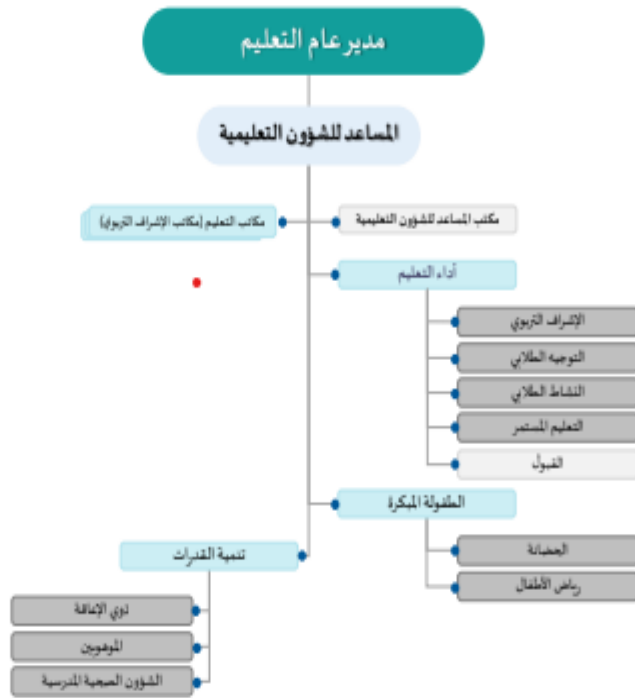 مدير عام التعليم
المساعد للشؤون التعليمية
مكتب المساعد للشؤون التعليمية
مكاتب التعليم (مكاتب الإشراف التربوي)
أداء التعليم
الإشراف التربوي
التوجيه الطلابي
النشاط الطلابي
التعليم المستمر
القبول
الطفولة المبكرة
الحضانة
رياض الأطفال
تنمية القدرات
ذوي الإعاقة
الموهوبين
الشؤون الصحية المدرسية